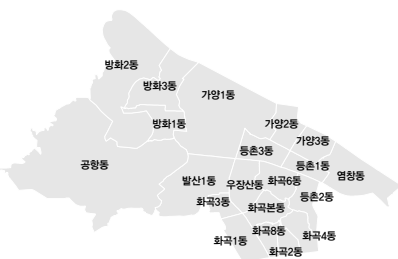 방화2동
방화3동
가양1동
방화1동
가양2동
가양3동
등촌3동
공항동
등촌1동
염창동
발산1동
우장산동
화곡6동
등촌2동
화곡3동
화곡본동
화곡8동
화곡4동
화곡1동
화곡2동